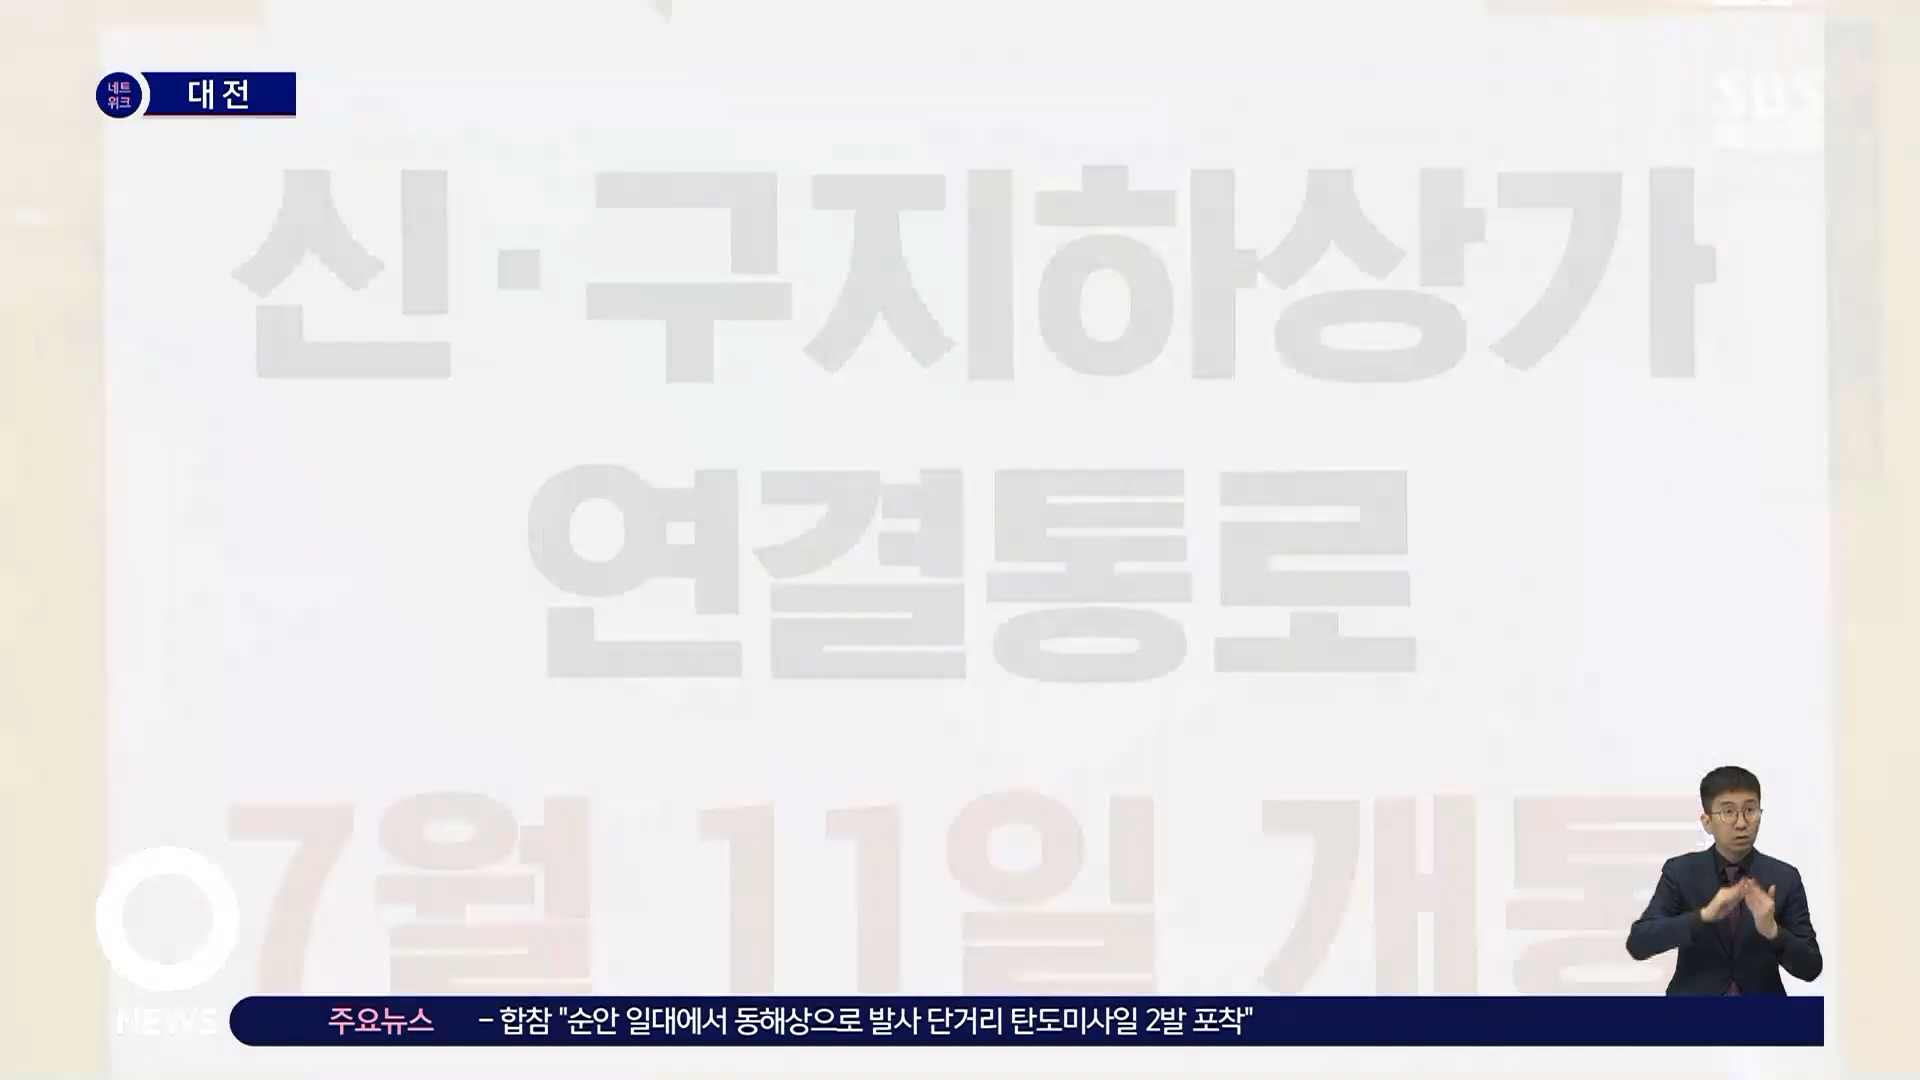 네트
위크
대전
SBS
신·구지하상가
연결통로
7월 11일 개통
NEWS
주요뉴스 - 합참 "순안 일대에서 동해상으로 발사 단거리 탄도미사일 2발 포착"